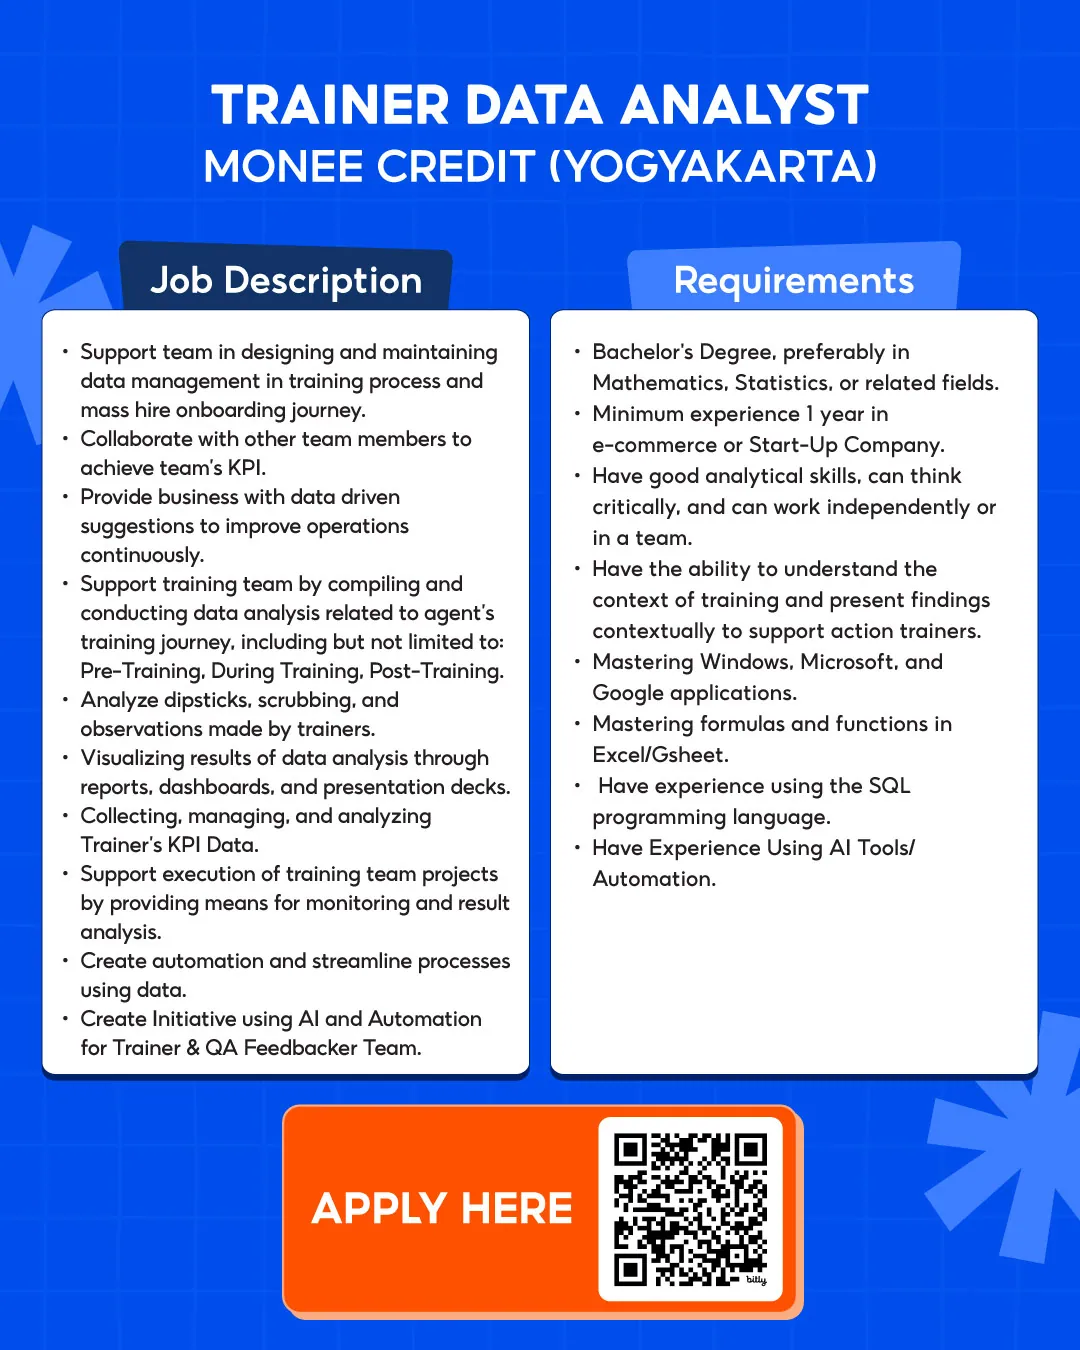 TRAINER DATA ANALYST
MONEE CREDIT (YOGYAKARTA)
Job Description
• Support team in designing and maintaining
data management in training process and
mass hire onboarding journey.
• Collaborate with other team members to
achieve team's KPI.
• Provide business with data driven
suggestions to improve operations
continuously.
• Support training team by compiling and
conducting data analysis related to agent's
training journey, including but not limited to:
Pre-Training, During Training, Post-Training.
• Analyze dipsticks, scrubbing, and
observations made by trainers.
• Visualizing results of data analysis through
reports, dashboards, and presentation decks.
• Collecting, managing, and analyzing
Trainer's KPI Data.
• Support execution of training team projects
by providing means for monitoring and result
analysis.
• Create automation and streamline processes
using data.
• Create Initiative using AI and Automation
for Trainer & QA Feedbacker Team.
Requirements
• Bachelor's Degree, preferably in
Mathematics, Statistics, or related fields.
• Minimum experience 1 year in
e-commerce or Start-Up Company.
• Have good analytical skills, can think
critically, and can work independently or
in a team.
• Have the ability to understand the
context of training and present findings
contextually to support action trainers.
• Mastering Windows, Microsoft, and
Google applications.
• Mastering formulas and functions in
Excel/Gsheet.
• Have experience using the SQL
programming language.
• Have Experience Using AI Tools/
Automation.
APPLY HERE
bitly